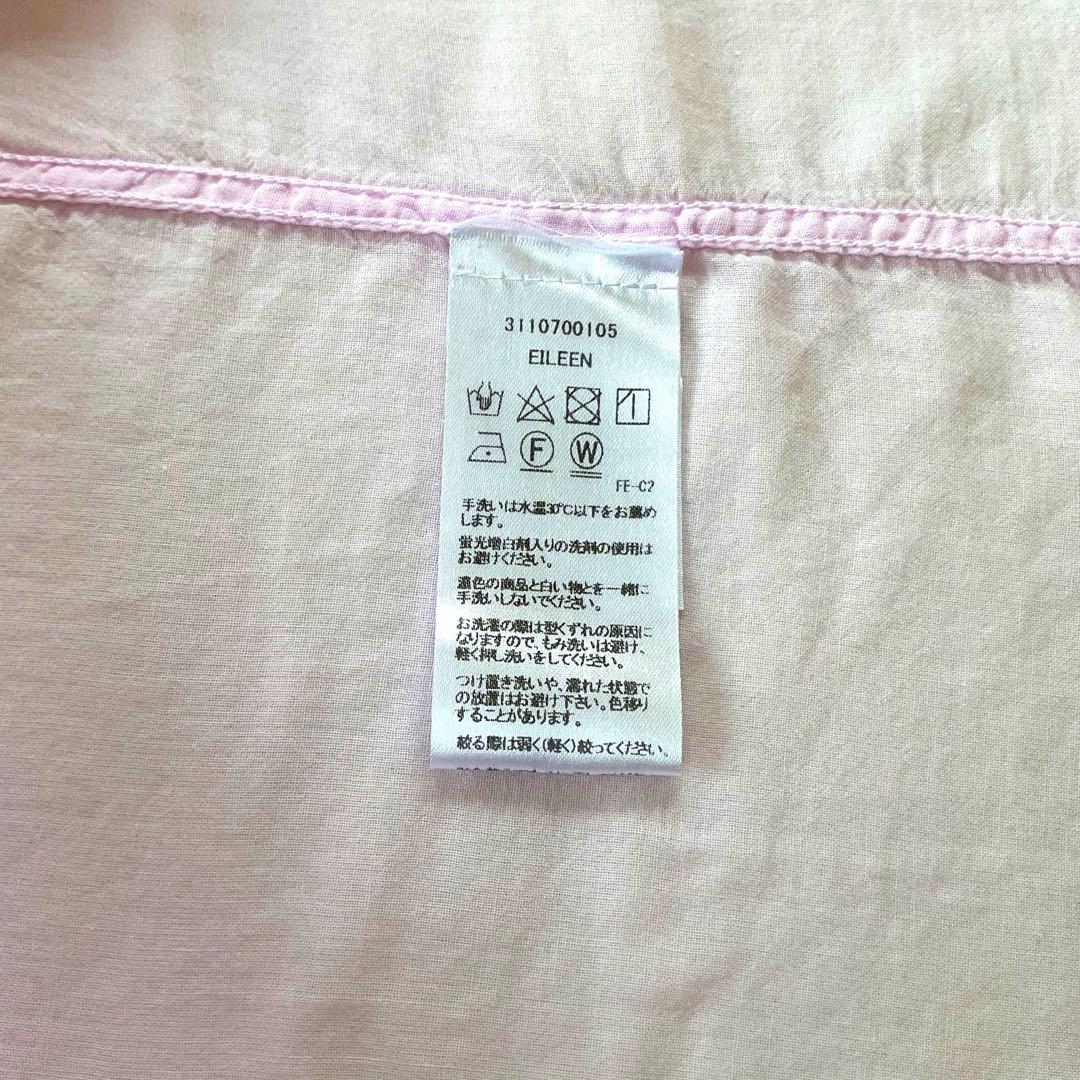 3110700105
EILEEN
F W
FE-C2
手洗いは水温30℃以下をお薦め
します。
蛍光増白剤入りの洗剤の使用は
お避けください。
濃色の商品と白い物とを一緒に
手洗いしないでください。
お洗濯の際は型くずれの原因に
なりますので、もみ洗いは避け、
軽く押し洗いをしてください。
つけ置き洗いや、濡れた状態で
の放置はお避け下さい。色移り
することがあります。
絞る際は弱く(軽く)絞ってください。